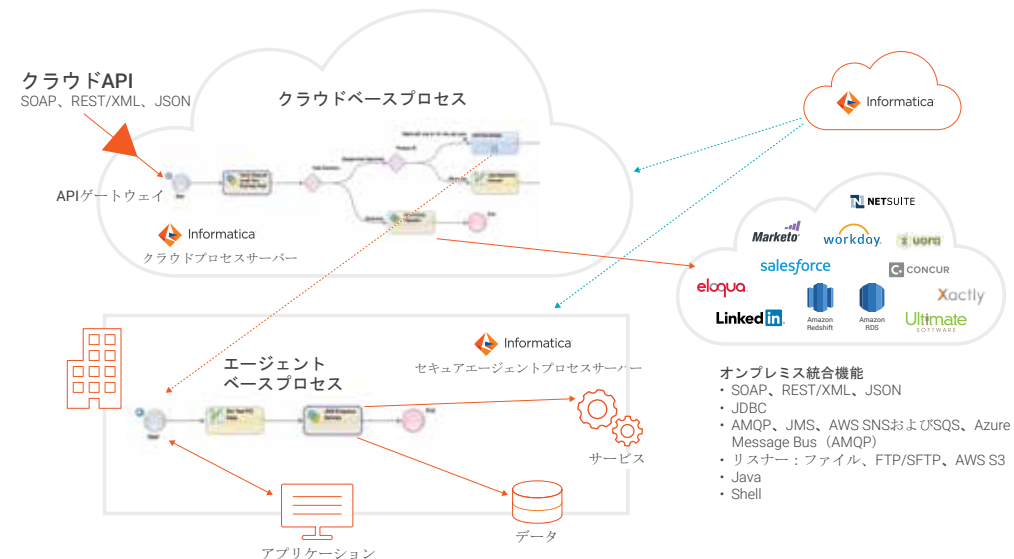 クラウドAPI
SOAP、REST/XML、JSON
クラウドベースプロセス
APIゲートウェイ
Informatica
クラウドプロセスサーバー
Informatica
NETSUITE
Marketo
workday.
salesforce
CONCUR
eloqua
Xactly
LinkedIn
Amazon
Redshift
Amazon
RDS
Ultimate
SOFTWARE
エージェント
ベースプロセス
Informatica
セキュアエージェントプロセスサーバー
サービス
データ
アプリケーション
オンプレミス統合機能
・ SOAP、REST/XML、JSON
・ JDBC
・ AMQP、JMS、AWS SNSおよびSQS、Azure
Message Bus（AMQP）
・ リスナー：ファイル、FTP/SFTP、AWS S3
・ Java
・ Shell